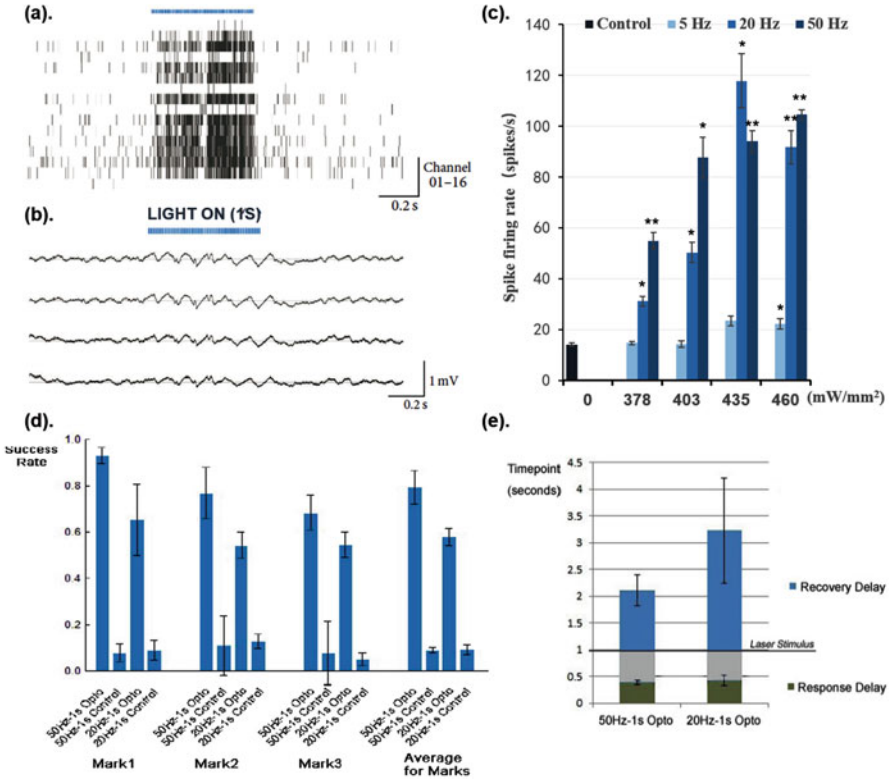 (a).
Channel
01–16
0.2 s
(b).
LIGHT ON (1S)
1 mV
0.2 s
(c).
Control 5 Hz 20 Hz 50 Hz
Spike firing rate (spikes/s)
140
120
100
80
60
40
20
0
* ** * * * ** * ** **
0 378 403 435 460 (mW/mm²)
(d).
Success
Rate
1.0
0.8
0.6
0.4
0.2
0.0
50Hz-1s Opto
50Hz-1s Control
20Hz-1s Opto
20Hz-1s Control
50Hz-1s Opto
50Hz-1s Control
20Hz-1s Opto
20Hz-1s Control
50Hz-1s Opto
50Hz-1s Control
20Hz-1s Opto
20Hz-1s Control
50Hz-1s Opto
50Hz-1s Control
20Hz-1s Opto
20Hz-1s Control
Mark1 Mark2 Mark3 Average
for Marks
(e).
Timepoint
(seconds)
4.5
4
3.5
3
2.5
2
1.5
1
0.5
0
Recovery Delay
Laser Stimulus
Response Delay
50Hz-1s Opto 20Hz-1s Opto